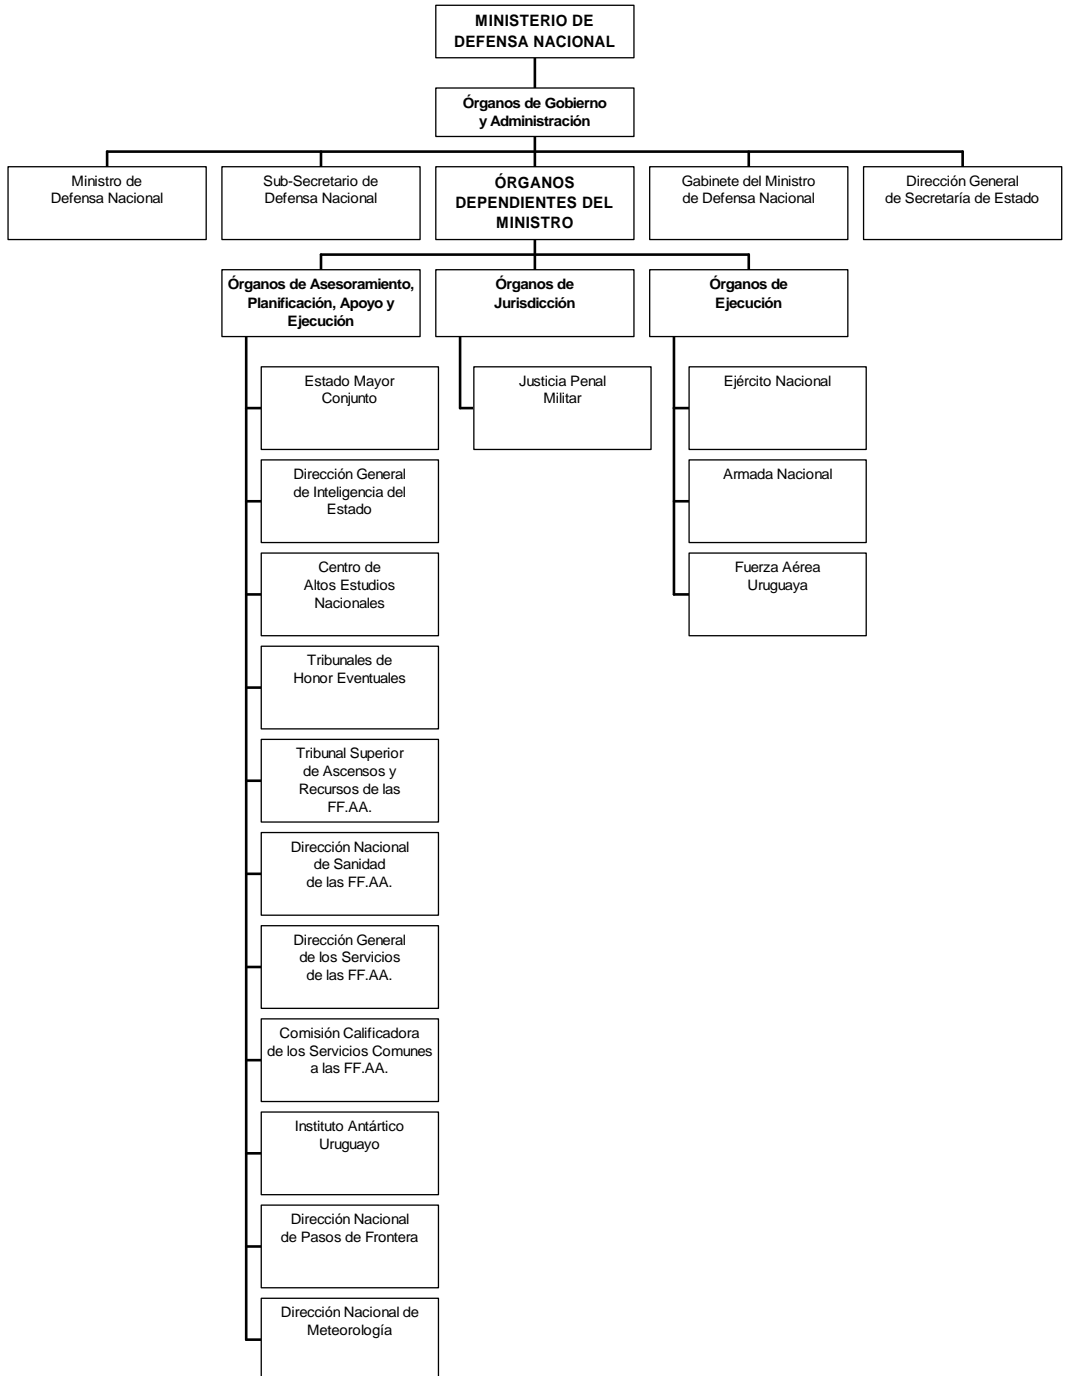 MINISTERIO DE
DEFENSA NACIONAL
Órganos de Gobierno
y Administración
Ministro de
Defensa Nacional
Sub-Secretario de
Defensa Nacional
ÓRGANOS
DEPENDIENTES DEL
MINISTRO
Gabinete del Ministro
de Defensa Nacional
Dirección General
de Secretaría de Estado
Órganos de Asesoramiento,
Planificación, Apoyo y
Ejecución
Órganos de
Jurisdicción
Órganos de
Ejecución
Estado Mayor
Conjunto
Dirección General
de Inteligencia del
Estado
Centro de
Altos Estudios
Nacionales
Tribunales de
Honor Eventuales
Tribunal Superior
de Ascensos y
Recursos de las
FF.AA.
Dirección Nacional
de Sanidad
de las FF.AA.
Dirección General
de los Servicios
de las FF.AA.
Comisión Calificadora
de los Servicios Comunes
a las FF.AA.
Instituto Antártico
Uruguayo
Dirección Nacional
de Pasos de Frontera
Dirección Nacional de
Meteorología
Justicia Penal
Militar
Ejército Nacional
Armada Nacional
Fuerza Aérea
Uruguaya